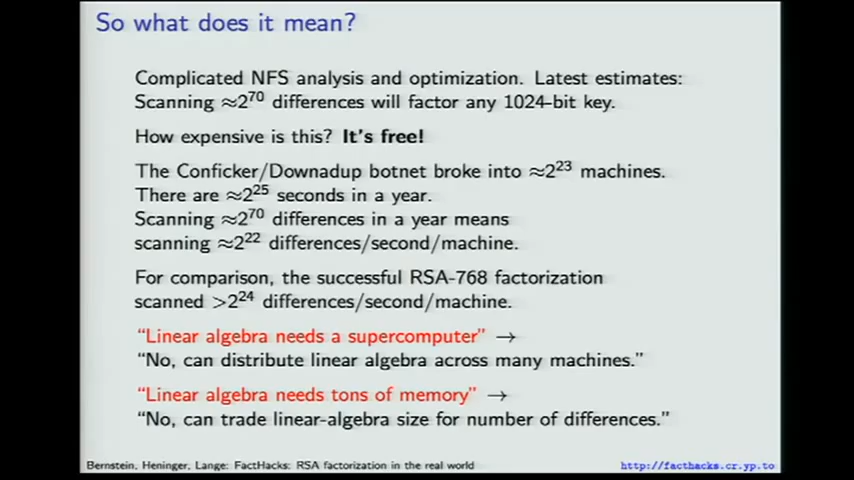 So what does it mean?
Complicated NFS analysis and optimization. Latest estimates:
Scanning ≈2^70 differences will factor any 1024-bit key.
How expensive is this? It's free!
The Conficker/Downadup botnet broke into ≈2^23 machines.
There are ≈2^25 seconds in a year.
Scanning ≈2^70 differences in a year means
scanning ≈2^22 differences/second/machine.
For comparison, the successful RSA-768 factorization
scanned >2^24 differences/second/machine.
"Linear algebra needs a supercomputer" →
"No, can distribute linear algebra across many machines."
"Linear algebra needs tons of memory" →
"No, can trade linear-algebra size for number of differences."
Bernstein, Heninger, Lange: FactHacks: RSA factorization in the real world
http://facthacks.cr.yp.to